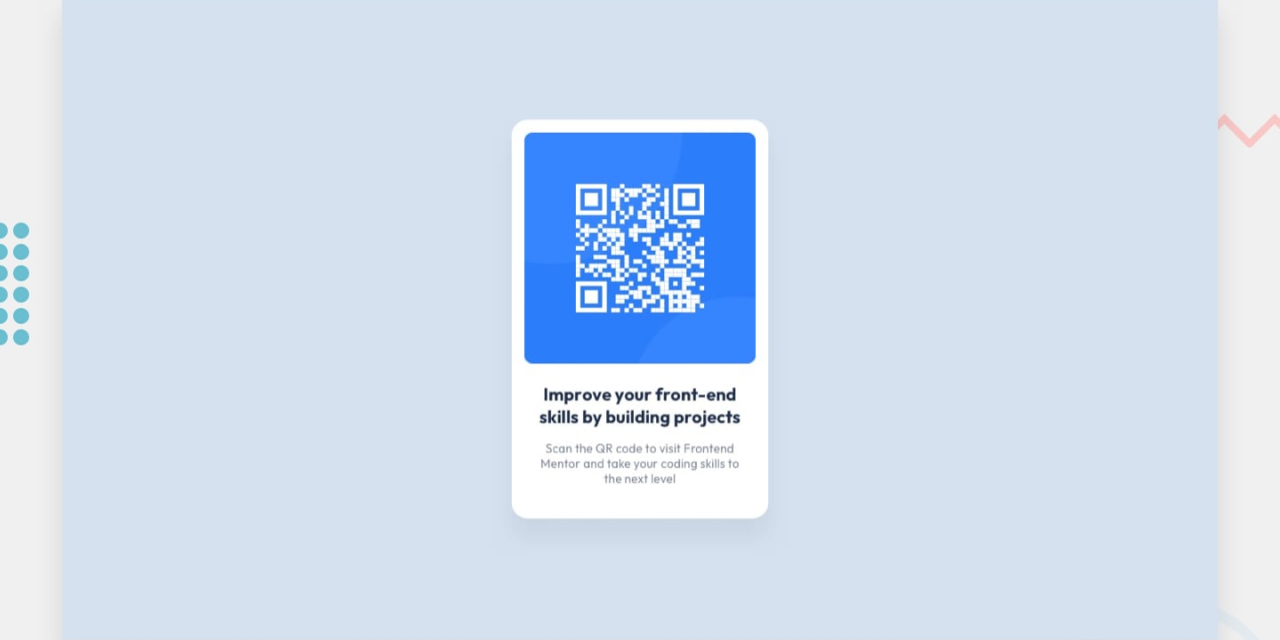 Improve your front-end
skills by building projects
Scan the QR code to visit Frontend
Mentor and take your coding skills to
the next level